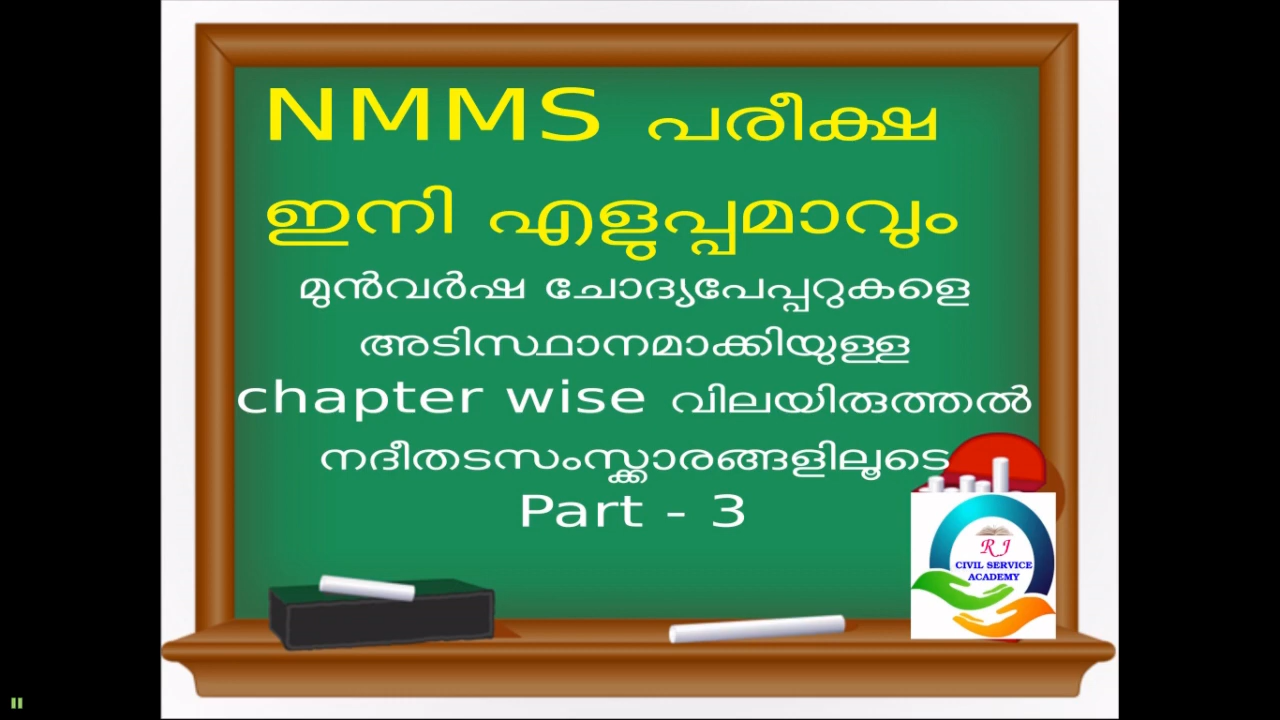 NMMS പരീക്ഷ
ഇനി എളുപ്പമാവും
മുൻവർഷ ചോദ്യപേപ്പറുകളെ
അടിസ്ഥാനമാക്കിയുള്ള
chapter wise വിലയിരുത്തൽ
നദീതടസംസ്ക്കാരങ്ങളിലൂടെ
Part - 3
RJ
CIVIL SERVICE
ACADEMY